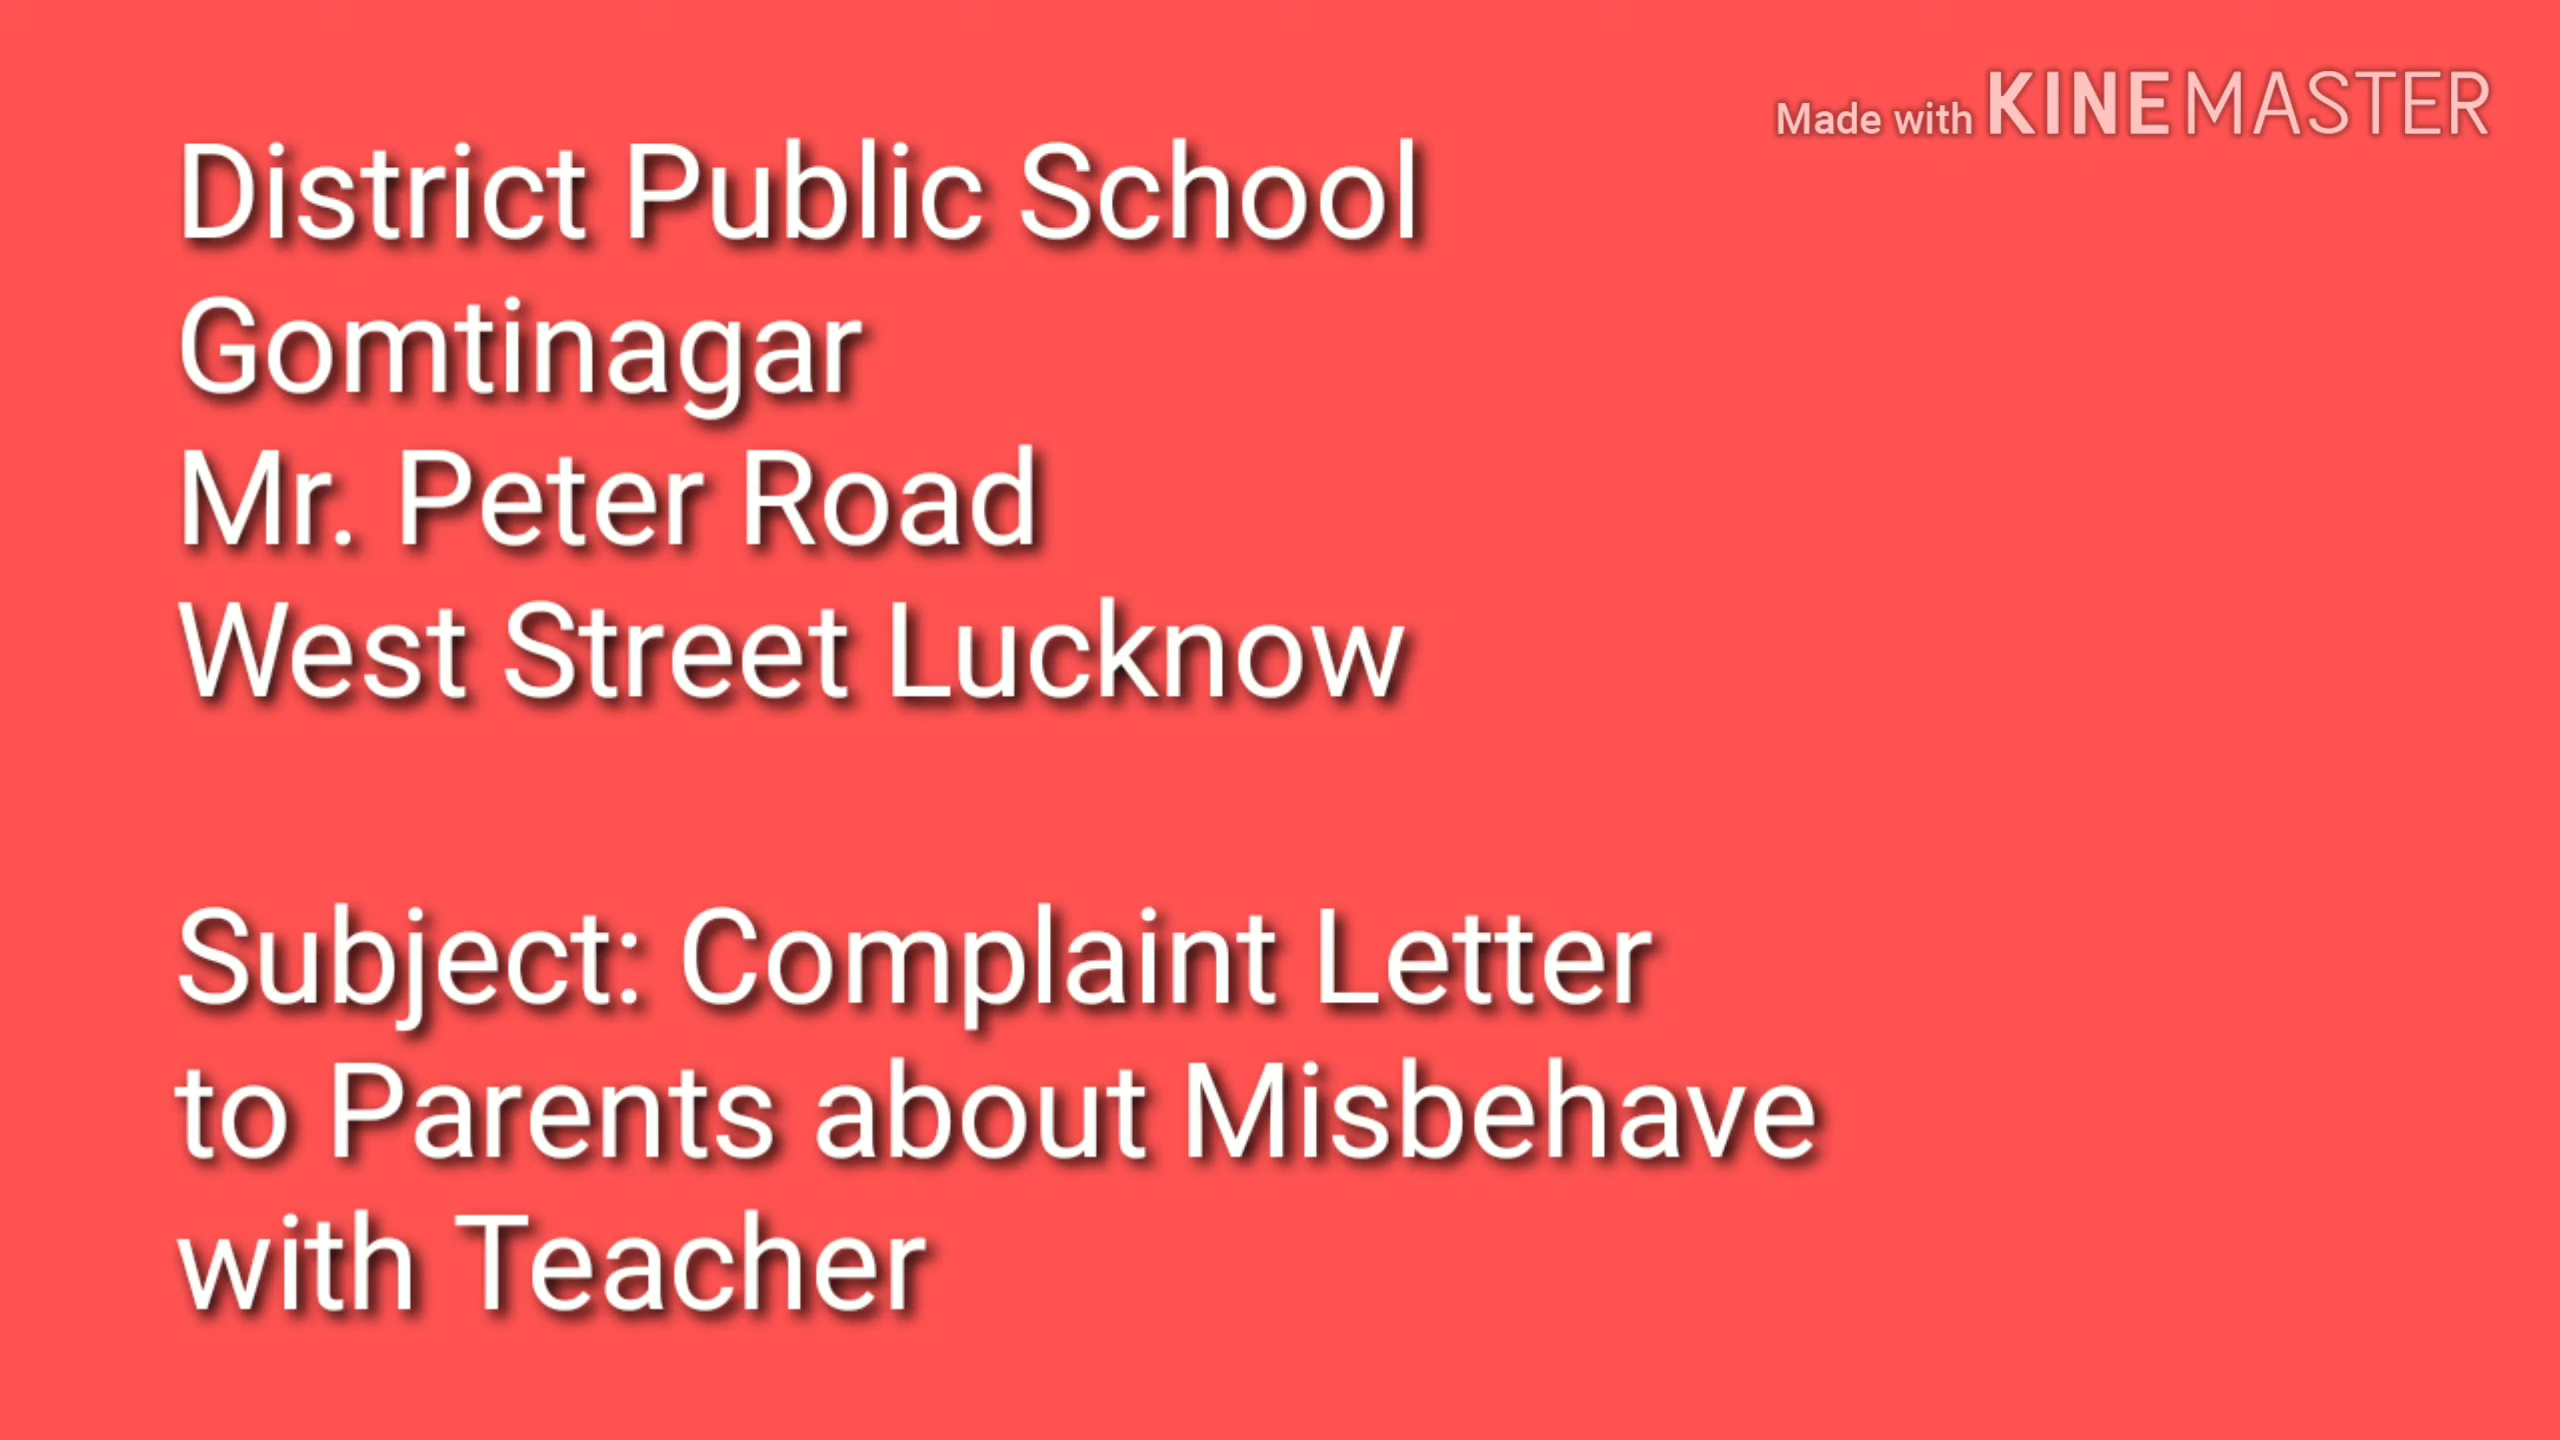 Made with KINEMASTER
District Public School
Gomtinagar
Mr. Peter Road
West Street Lucknow
Subject: Complaint Letter
to Parents about Misbehave
with Teacher